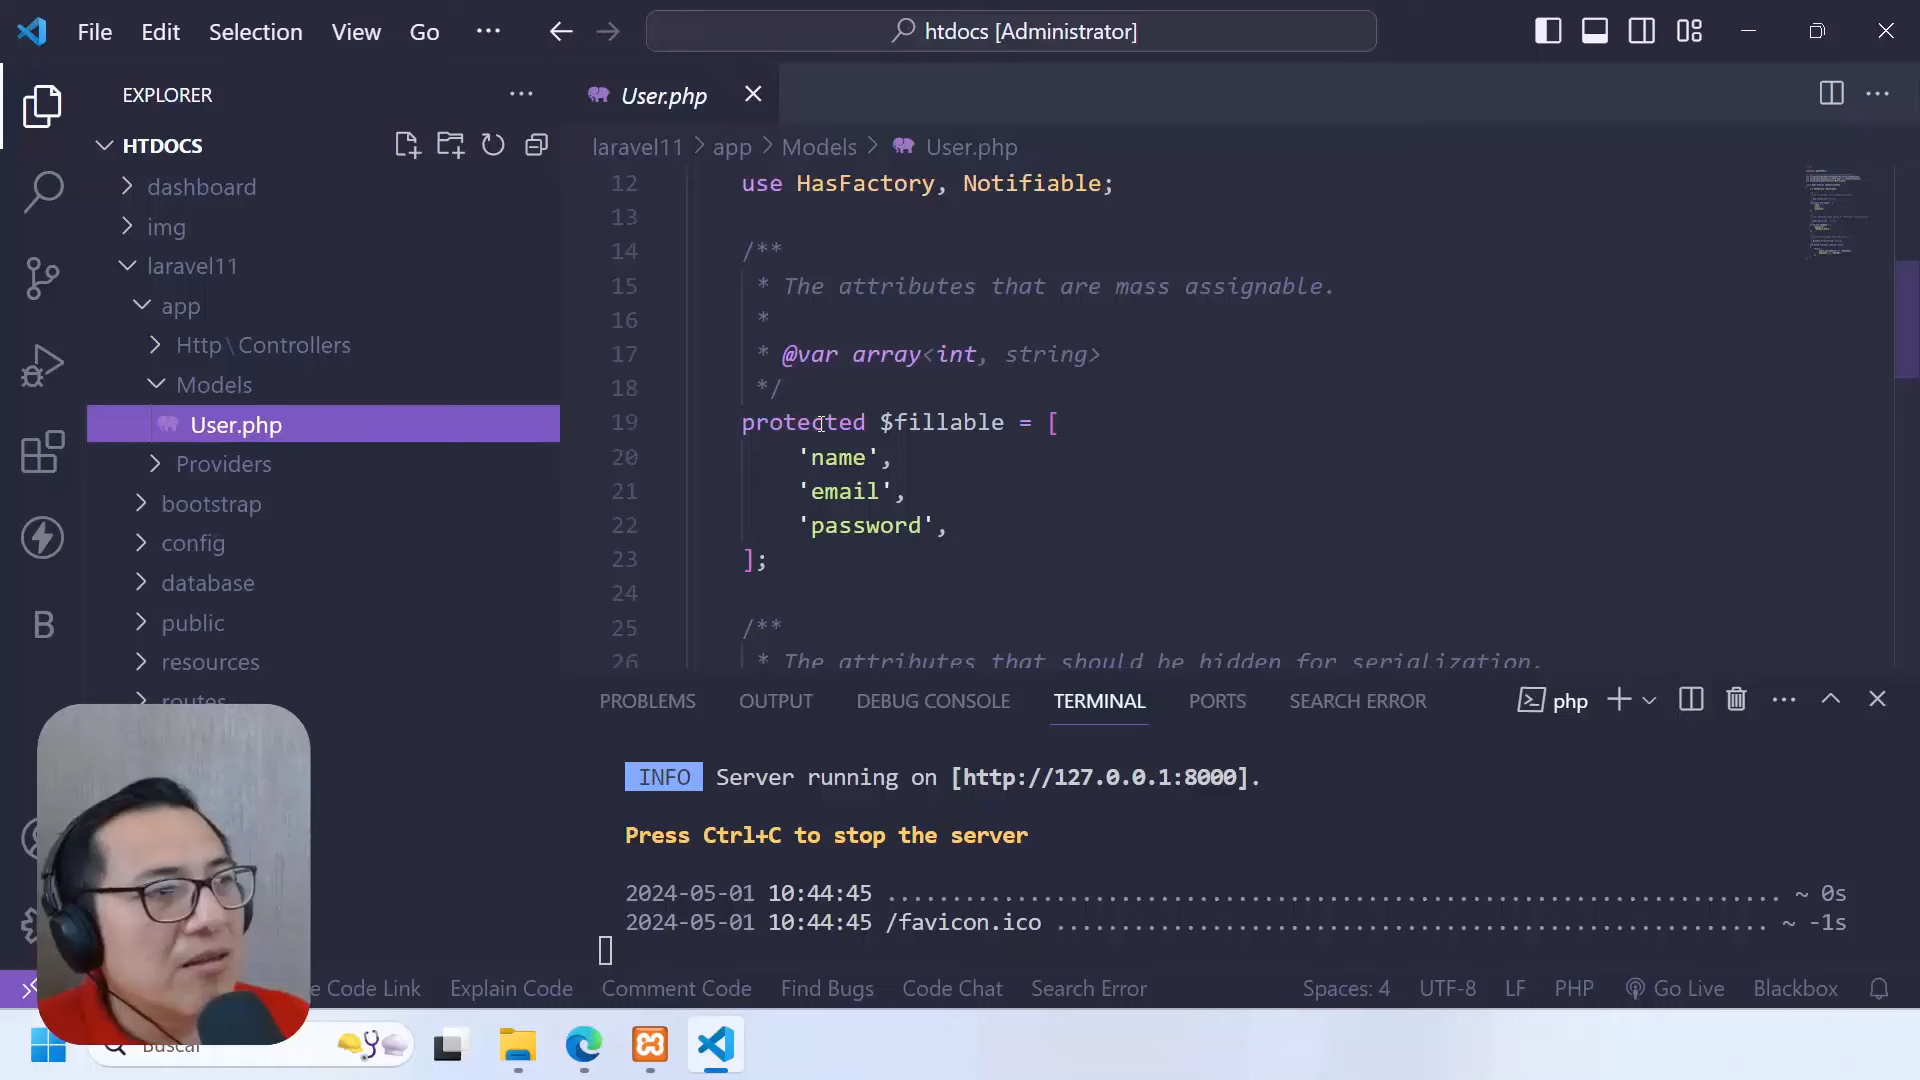 File Edit Selection View Go ··· htdocs [Administrator]
EXPLORER ···
HTDOCS
dashboard
img
laravel11
app
Http\Controllers
Models
User.php
Providers
bootstrap
config
database
public
resources
routes
User.php
laravel11 > app > Models > User.php
12 use HasFactory, Notifiable;
13
14 /**
15 * The attributes that are mass assignable.
16 *
17 * @var array<int, string>
18 */
19 protected $fillable = [
20 'name',
21 'email',
22 'password',
23 ];
24
25 /**
26 * The attributes that should be hidden for serialization.
PROBLEMS OUTPUT DEBUG CONSOLE TERMINAL PORTS SEARCH ERROR php
INFO Server running on [http://127.0.0.1:8000].
Press Ctrl+C to stop the server
2024-05-01 10:44:45 .................................................................. ~ 0s
2024-05-01 10:44:45 /favicon.ico ..................................................... ~ -1s
e Code Link Explain Code Comment Code Find Bugs Code Chat Search Error Spaces: 4 UTF-8 LF PHP Go Live Blackbox
Buscar